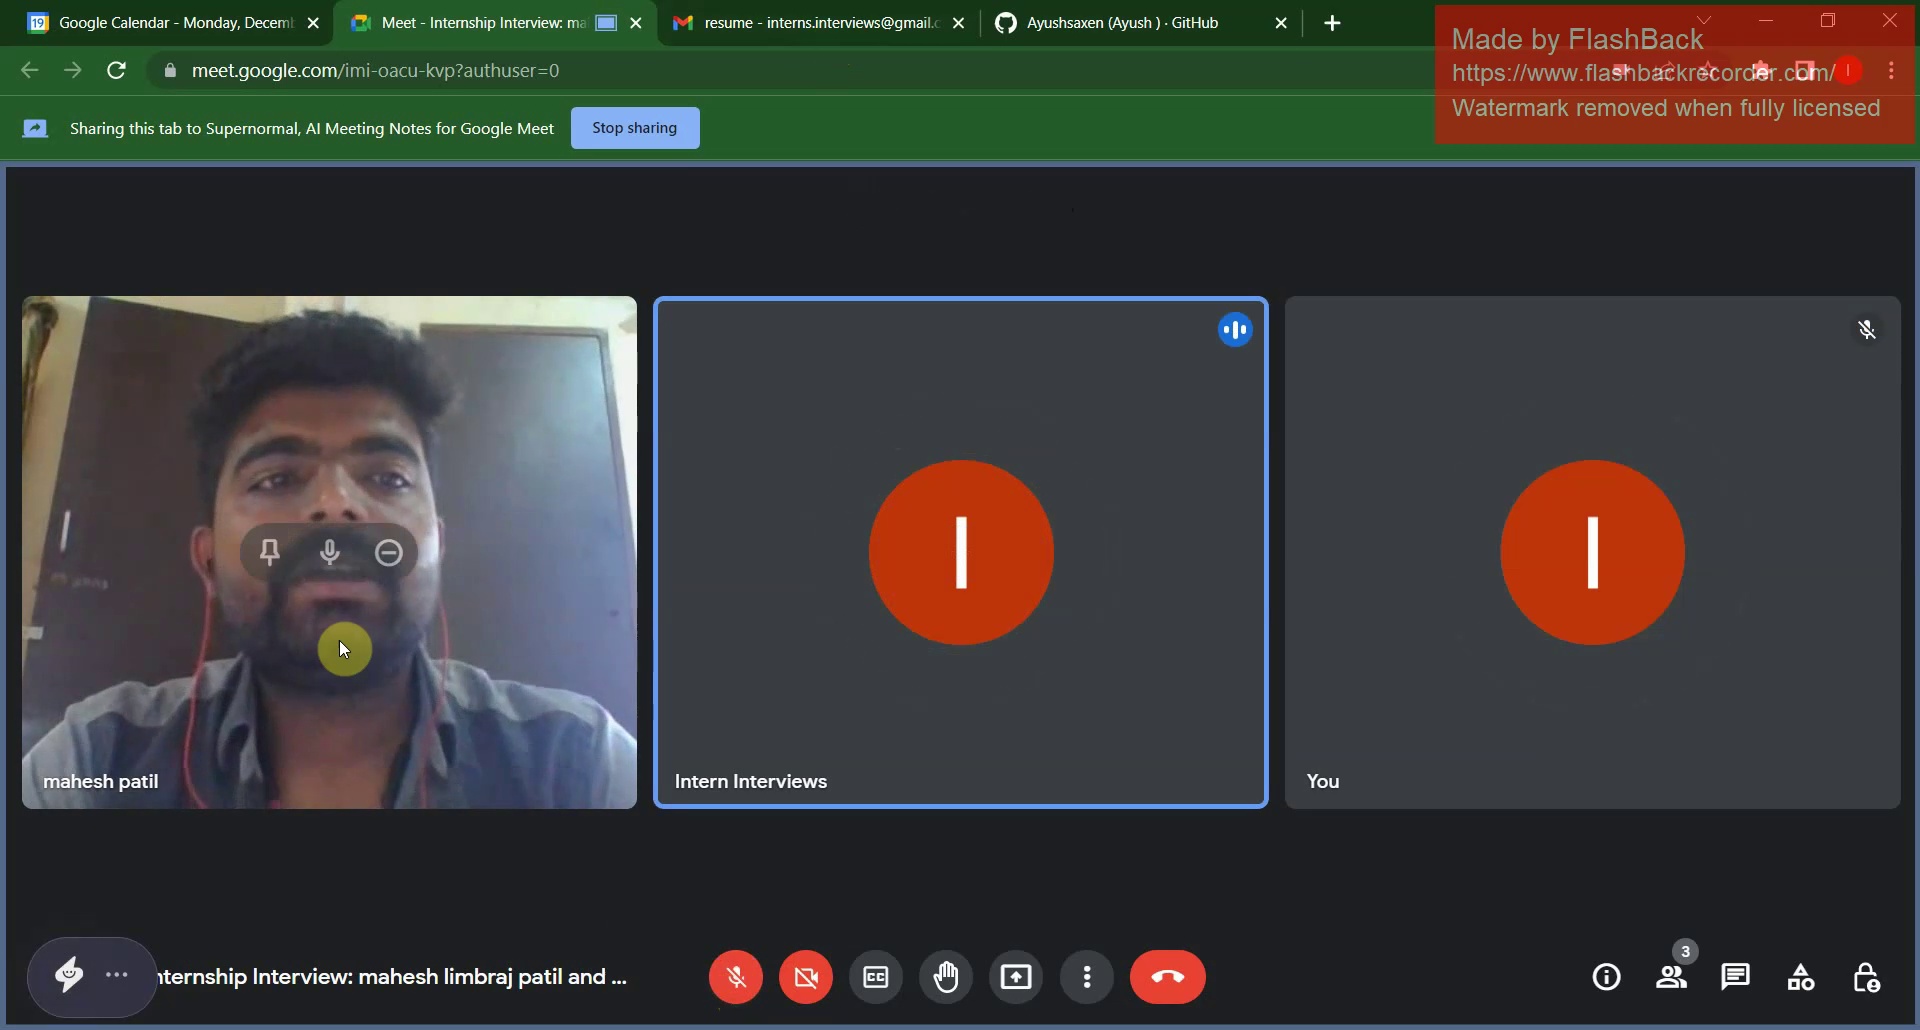 19
Google Calendar - Monday, Decem
Meet - Internship Interview: ma
resume - interns.interviews@gmail.c
Ayushsaxen (Ayush ) · GitHub
Made by FlashBack
meet.google.com/imi-oacu-kvp?authuser=0
https://www.flashbackrecorder.com/
I
Sharing this tab to Supernormal, AI Meeting Notes for Google Meet
Stop sharing
Watermark removed when fully licensed
I
I
mahesh patil
Intern Interviews
You
nternship Interview: mahesh limbraj patil and ...
CC
3